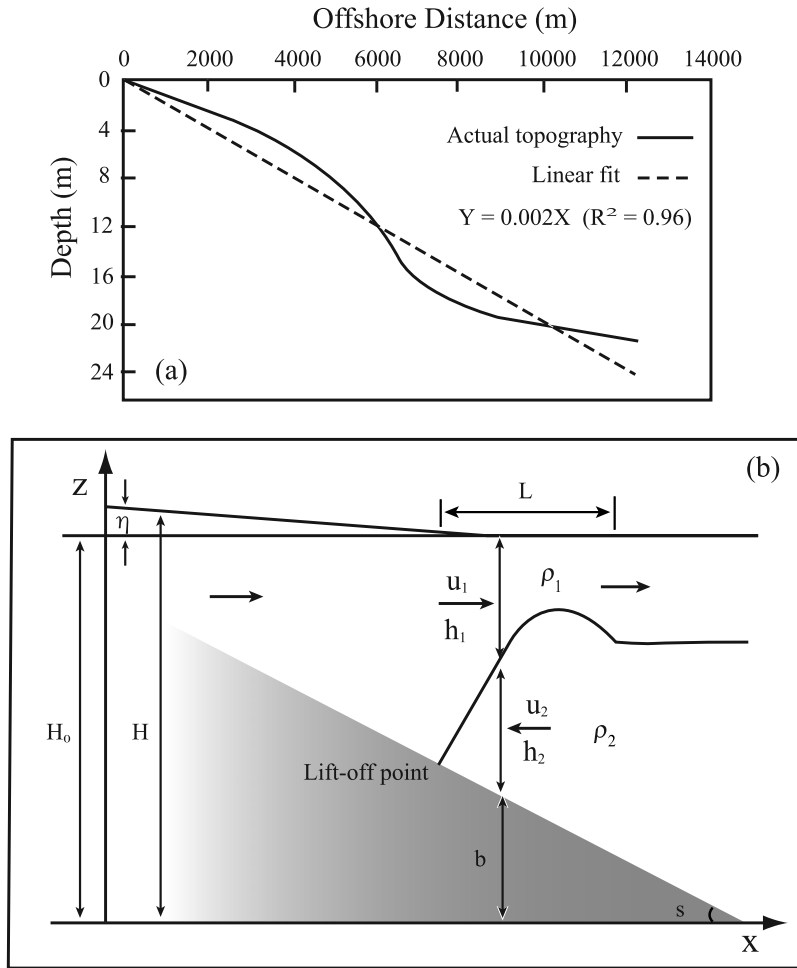 Offshore Distance (m)
0 2000 4000 6000 8000 10000 12000 14000
Depth (m)
0
4
8
12
16
20
24
Actual topography
Linear fit
Y = 0.002X (R² = 0.96)
(a)
(b)
Z
η
L
u₁
h₁
ρ₁
H₀
H
u₂
h₂
ρ₂
Lift-off point
b
s
X